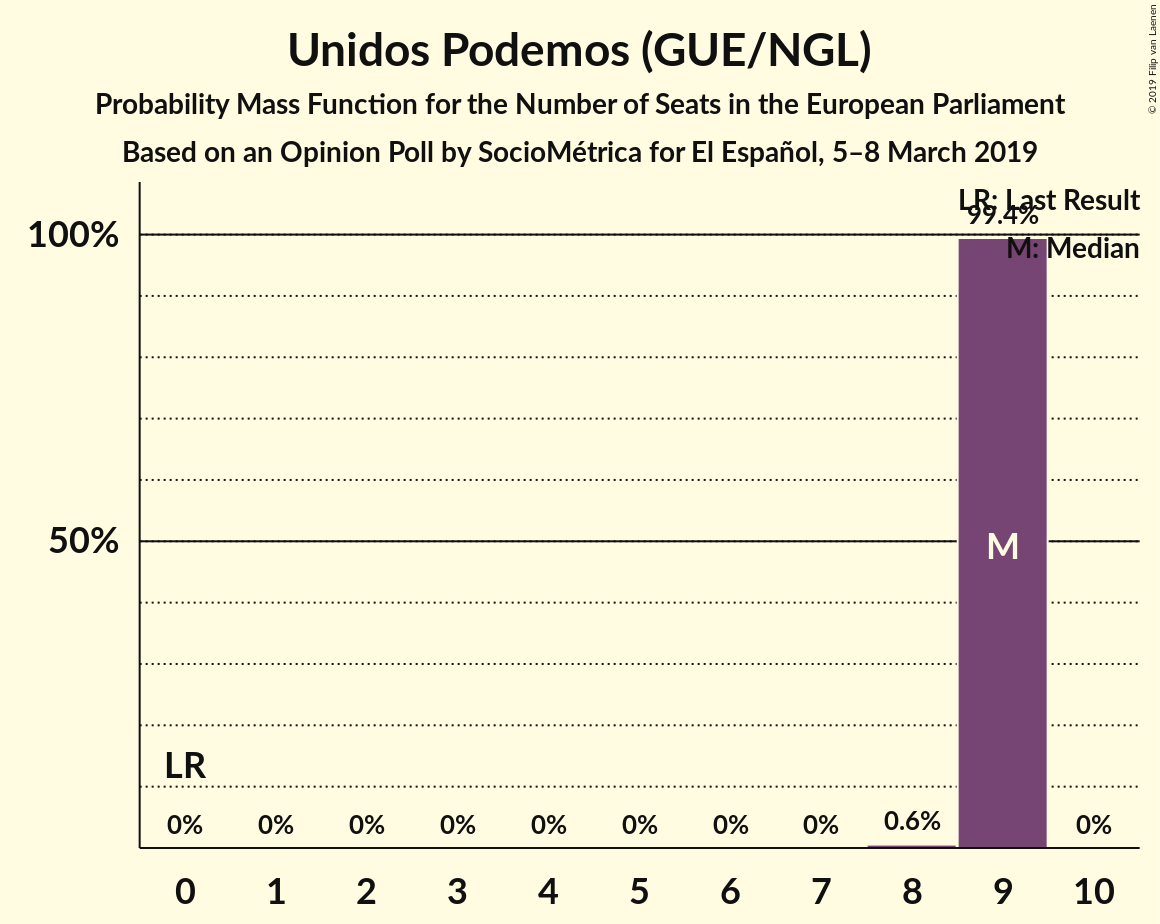 Unidos Podemos (GUE/NGL)
Probability Mass Function for the Number of Seats in the European Parliament
Based on an Opinion Poll by SocioMétrica for El Español, 5–8 March 2019
© 2019 Filip van Laenen
LR: Last Result
99.4%
M: Median
100%
50%
M
LR
0% 0% 0% 0% 0% 0% 0% 0% 0.6% 0%
0 1 2 3 4 5 6 7 8 9 10